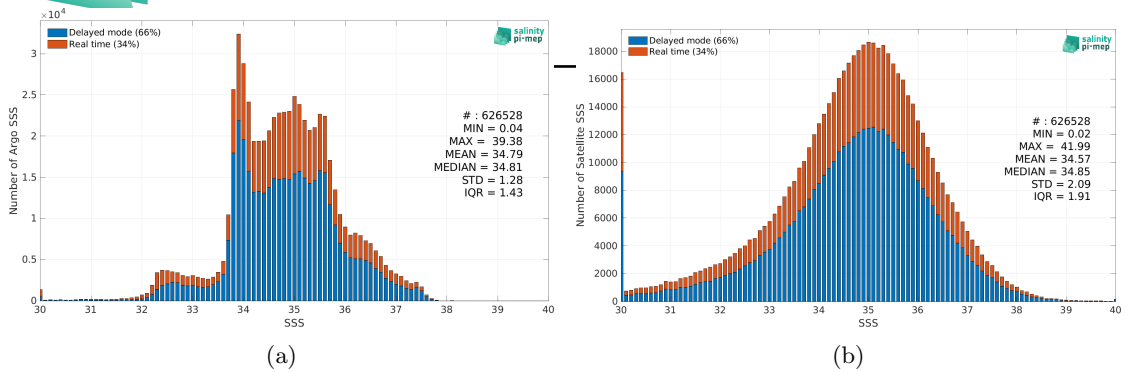 ×10⁴
Delayed mode (66%)
Real time (34%)
salinity
pi-mep
Number of Argo SSS
3
2.5
2
1.5
1
0.5
0
# : 626528
MIN = 0.04
MAX = 39.38
MEAN = 34.79
MEDIAN = 34.81
STD = 1.28
IQR = 1.43
30 31 32 33 34 35 36 37 38 39 40
SSS
(a)
Delayed mode (66%)
Real time (34%)
salinity
pi-mep
Number of Satellite SSS
18000
16000
14000
12000
10000
8000
6000
4000
2000
0
# : 626528
MIN = 0.02
MAX = 41.99
MEAN = 34.57
MEDIAN = 34.85
STD = 2.09
IQR = 1.91
30 31 32 33 34 35 36 37 38 39 40
SSS
(b)